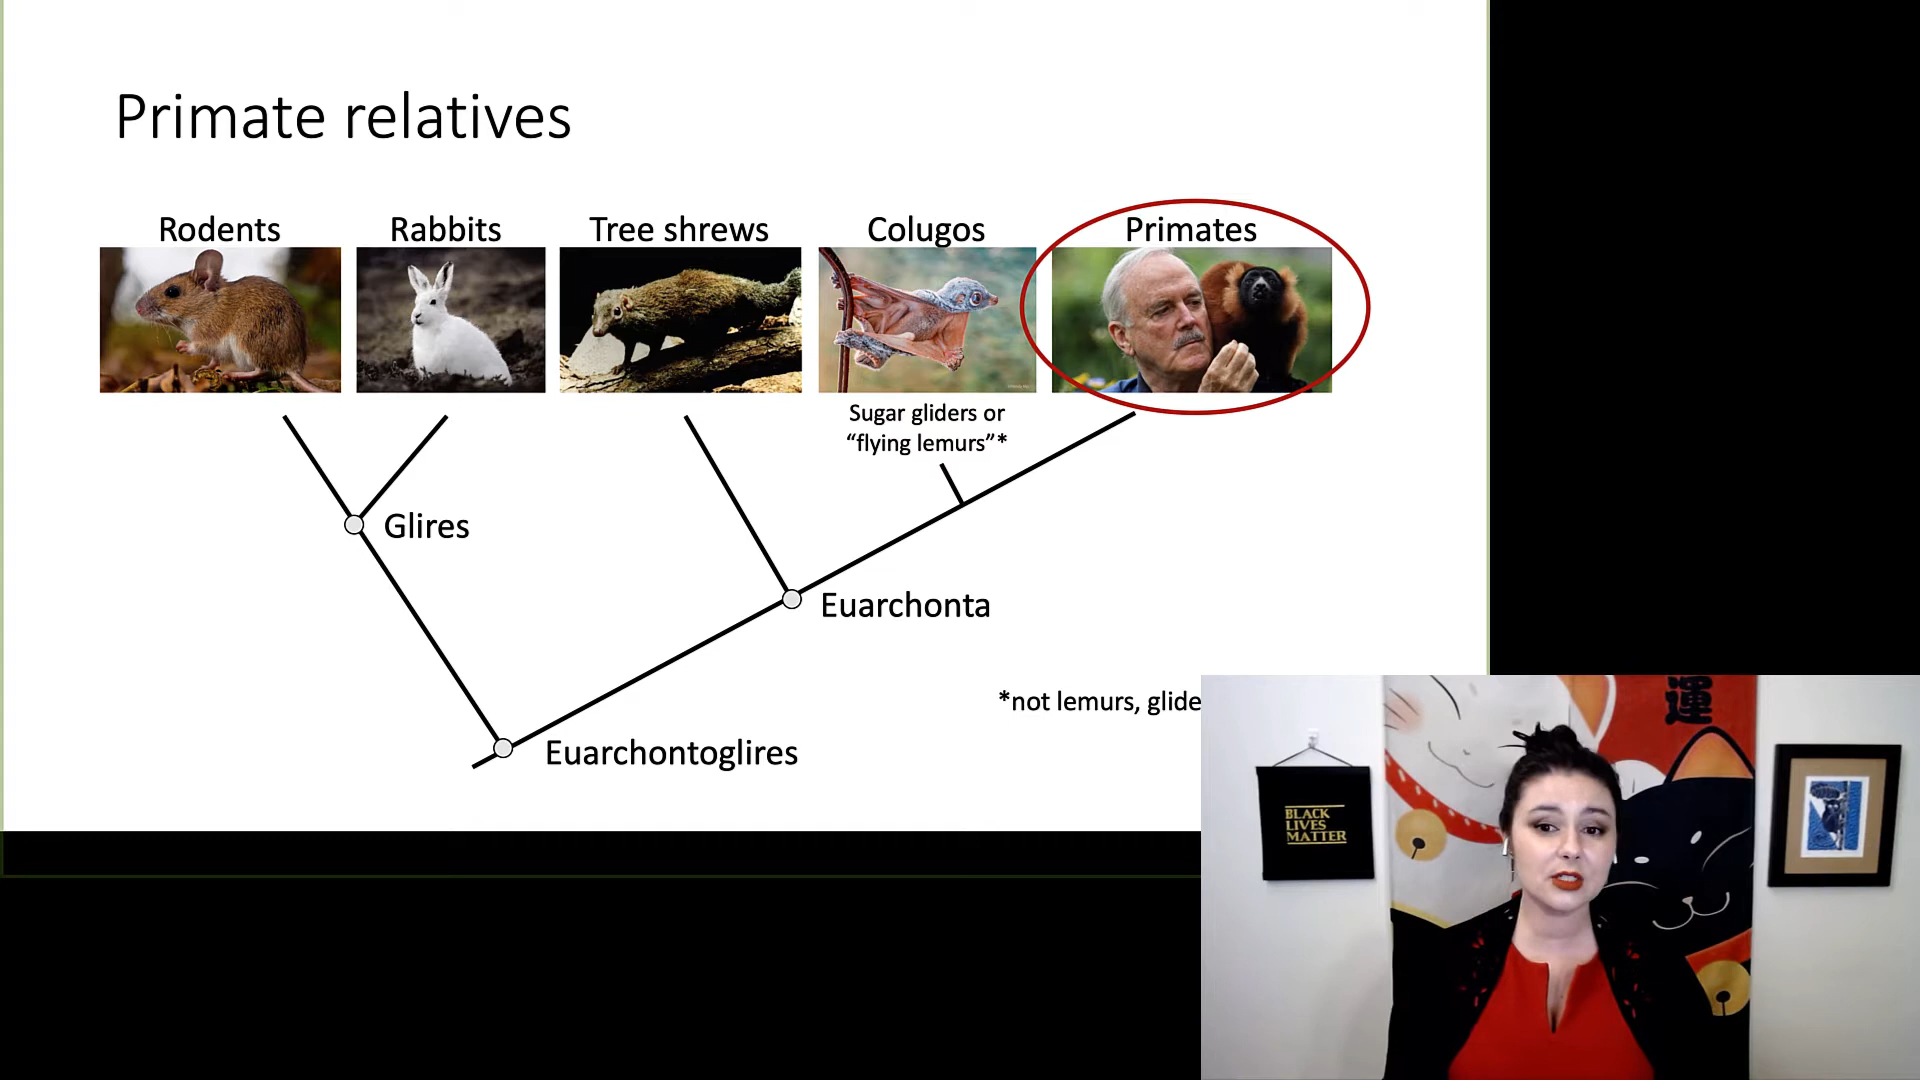 Primate relatives
Rodents
Rabbits
Tree shrews
Colugos
Primates
Sugar gliders or
“flying lemurs”*
Glires
Euarchonta
*not lemurs, glide
Euarchontoglires
運
BLACK
LIVES
MATTER